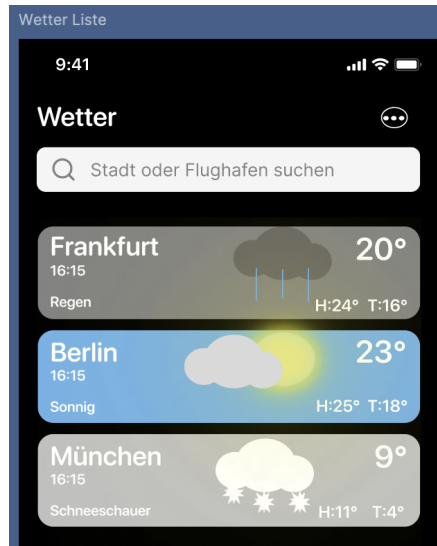 Wetter Liste
9:41
Wetter
Stadt oder Flughafen suchen
Frankfurt 20°
16:15
Regen H:24° T:16°
Berlin 23°
16:15
Sonnig H:25° T:18°
München 9°
16:15
Schneeschauer H:11° T:4°